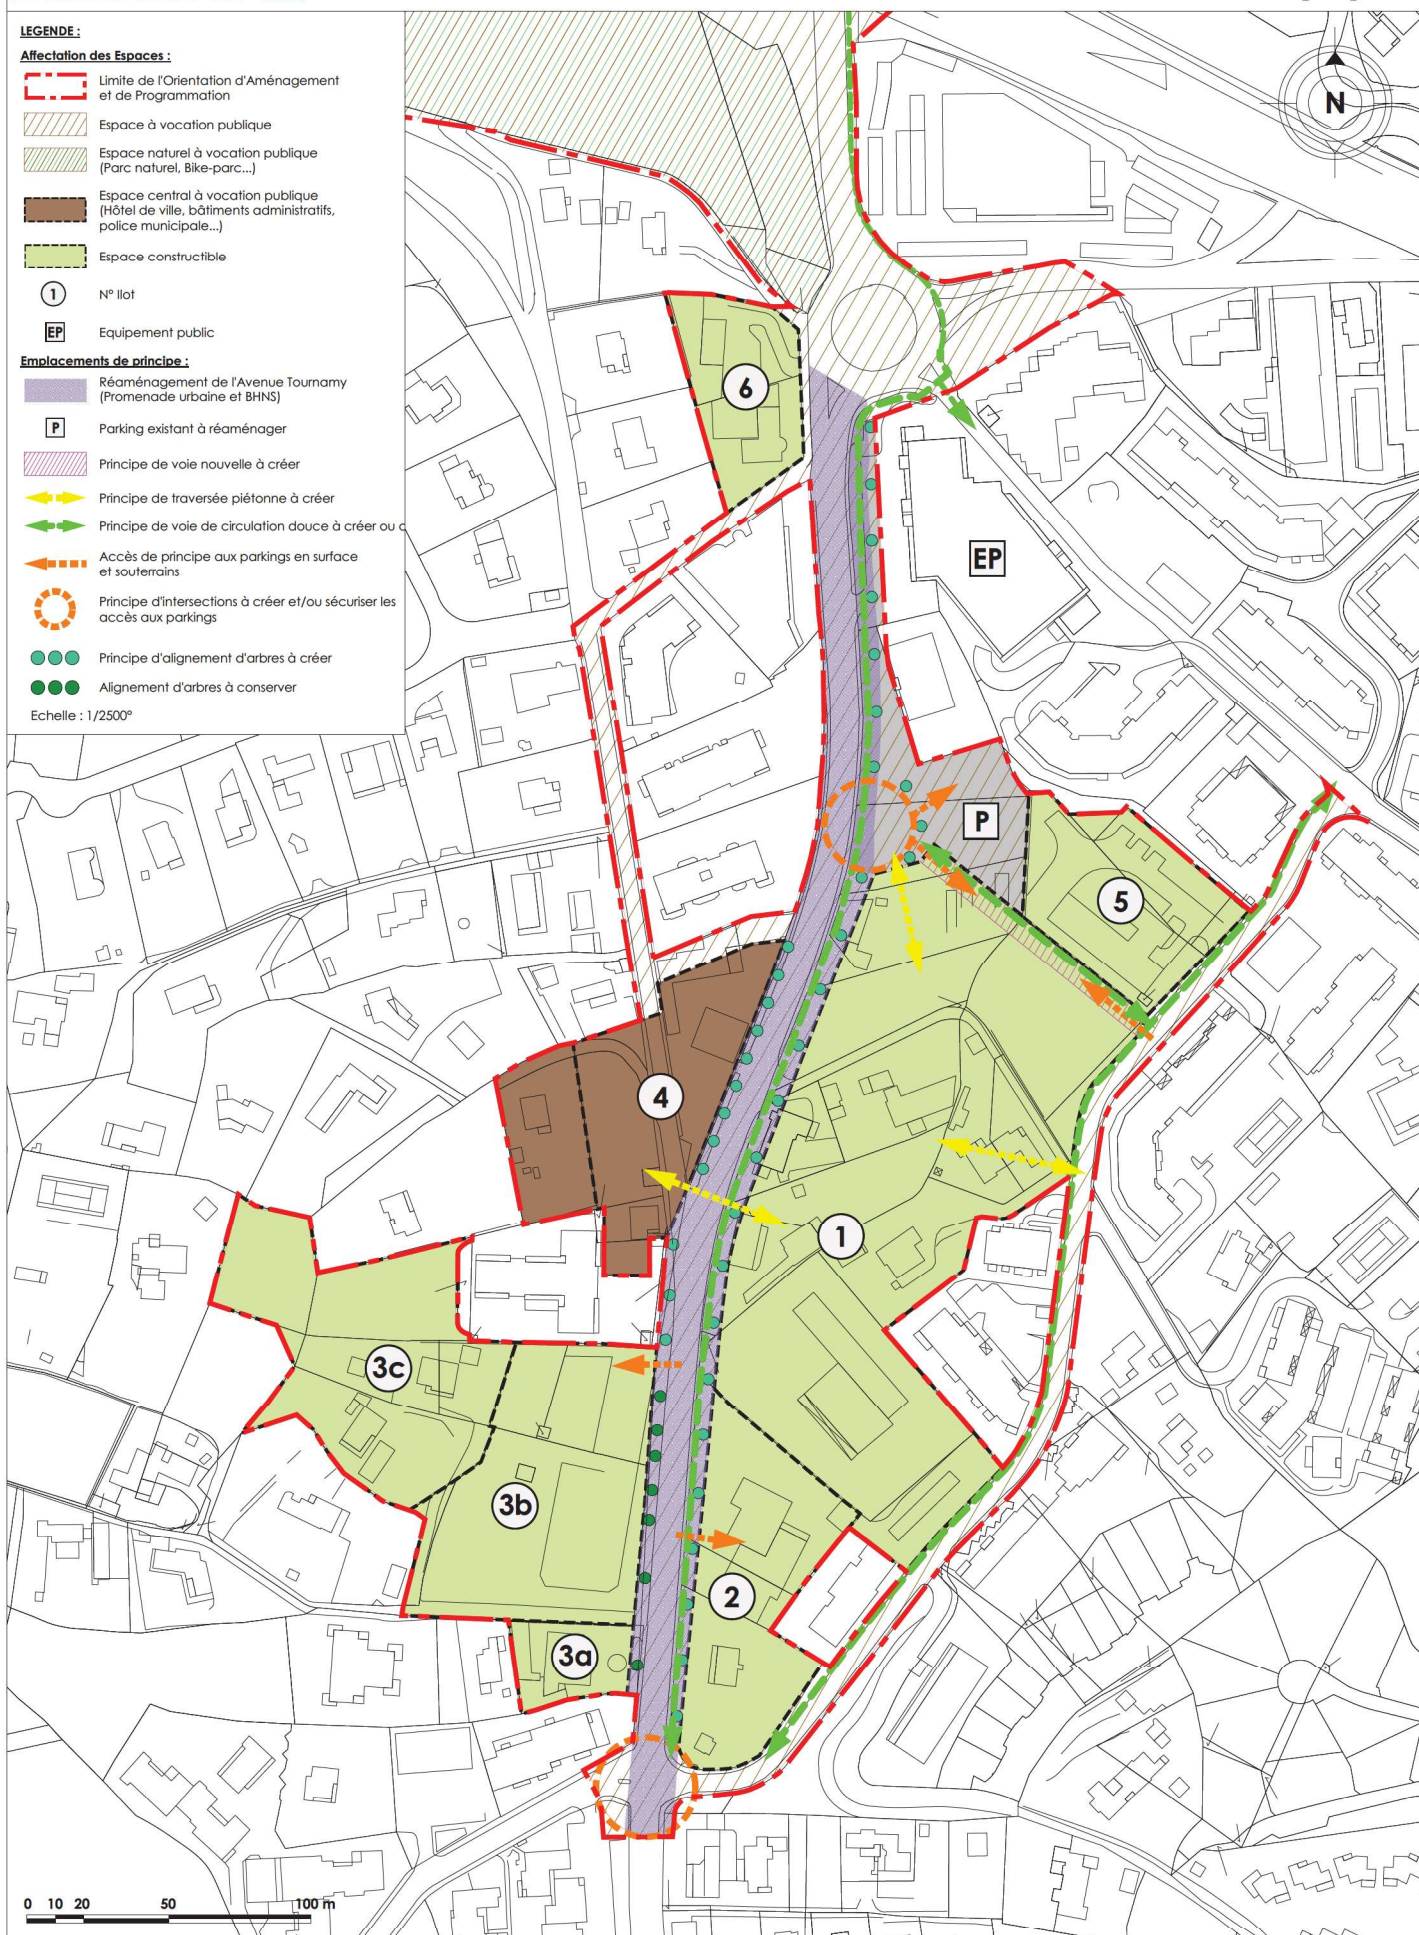 LEGENDE :
Affectation des Espaces :
Limite de l'Orientation d'Aménagement
et de Programmation
Espace à vocation publique
Espace naturel à vocation publique
(Parc naturel, Bike-parc...)
Espace central à vocation publique
(Hôtel de ville, bâtiments administratifs,
police municipale...)
Espace constructible
1
N° Ilot
EP
Equipement public
Emplacements de principe :
Réaménagement de l'Avenue Tournamy
(Promenade urbaine et BHNS)
P
Parking existant à réaménager
Principe de voie nouvelle à créer
Principe de traversée piétonne à créer
Principe de voie de circulation douce à créer ou
Accès de principe aux parkings en surface
et souterrains
Principe d'intersections à créer et/ou sécuriser les
accès aux parkings
Principe d'alignement d'arbres à créer
Alignement d'arbres à conserver
Echelle : 1/2500°
N
6
EP
P
5
4
1
3c
3b
2
3a
0 10 20 50 100 m